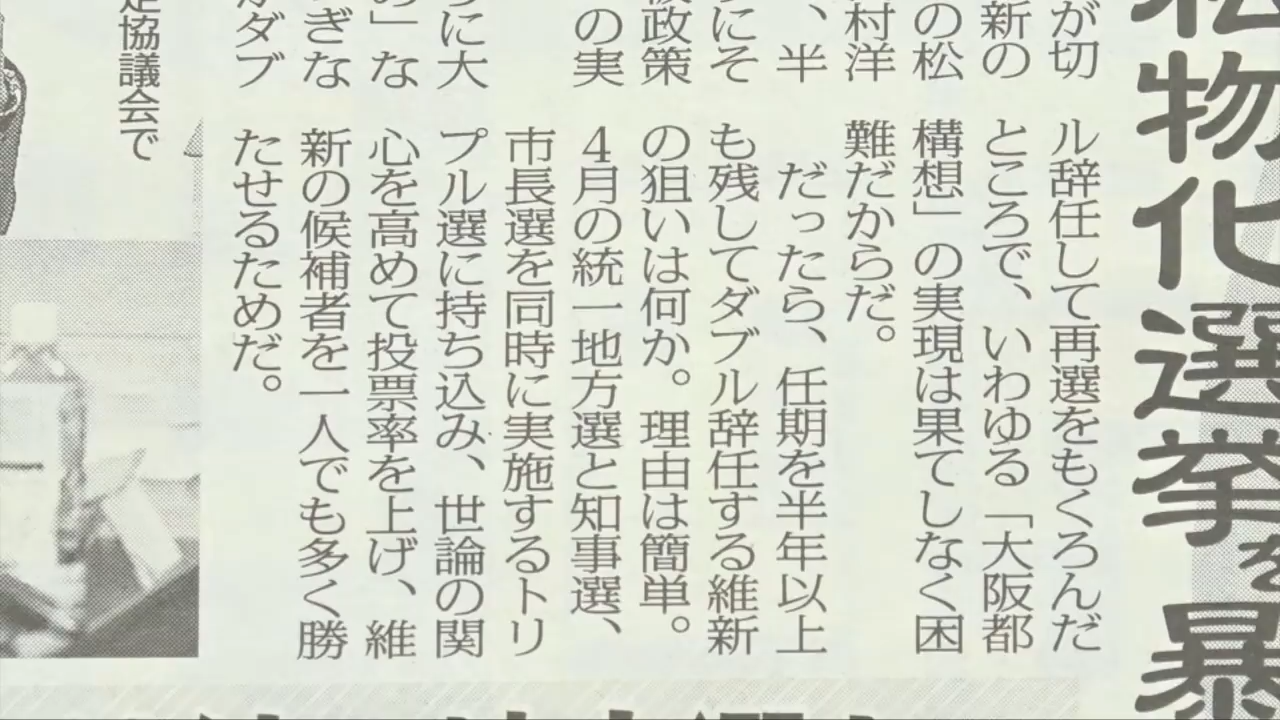 私物化選挙を暴
が切
新の
の松
村洋
、半
りにそ
被政策
の実
らに大
の」な
ぎな
がダブ
ル辞任して再選をもくろんだ
ところで、いわゆる「大阪都
構想」の実現は果てしなく困
難だからだ。
だったら、任期を半年以上
も残してダブル辞任する維新
の狙いは何か。理由は簡単。
4月の統一地方選と知事選、
市長選を同時に実施するトリ
プル選に持ち込み、世論の関
心を高めて投票率を上げ、維
新の候補者を一人でも多く勝
たせるためだ。
定協議会で